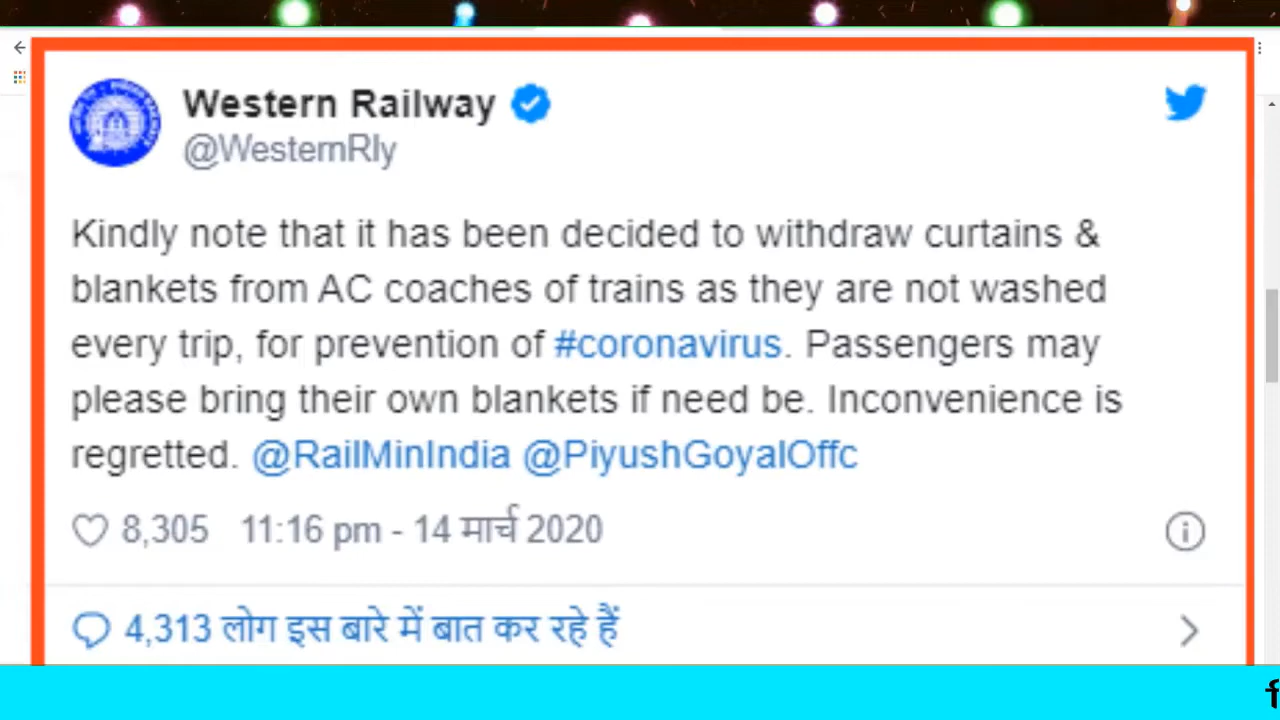 Western Railway
@WesternRly
Kindly note that it has been decided to withdraw curtains &
blankets from AC coaches of trains as they are not washed
every trip, for prevention of #coronavirus. Passengers may
please bring their own blankets if need be. Inconvenience is
regretted. @RailMinIndia @PiyushGoyalOffc
8,305 11:16 pm - 14 मार्च 2020
4,313 लोग इस बारे में बात कर रहे हैं